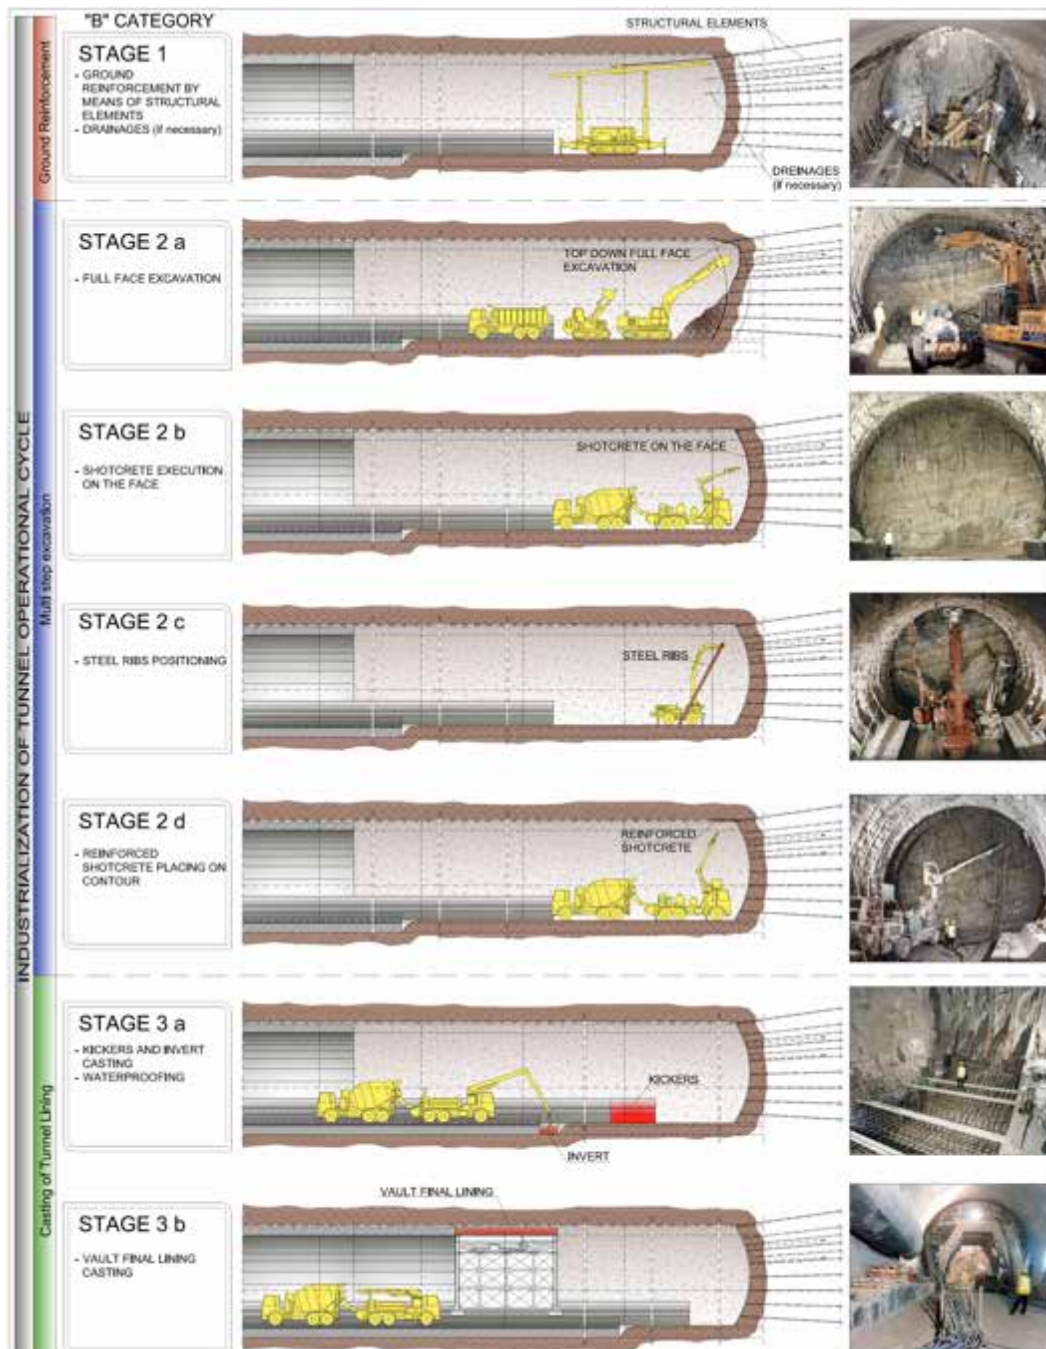 "B" CATEGORY
INDUSTRIALIZATION OF TUNNEL OPERATIONAL CYCLE
Ground Reinforcement
STAGE 1
- GROUND
REINFORCEMENT BY
MEANS OF STRUCTURAL
ELEMENTS
- DRAINAGES (if necessary)
STRUCTURAL ELEMENTS
DREINAGES
(if necessary)
Multi step excavation
STAGE 2 a
- FULL FACE EXCAVATION
TOP DOWN FULL FACE
EXCAVATION
STAGE 2 b
- SHOTCRETE EXECUTION
ON THE FACE
SHOTCRETE ON THE FACE
STAGE 2 c
- STEEL RIBS POSITIONING
STEEL RIBS
STAGE 2 d
- REINFORCED
SHOTCRETE PLACING ON
CONTOUR
REINFORCED
SHOTCRETE
Casting of Tunnel Lining
STAGE 3 a
- KICKERS AND INVERT
CASTING
- WATERPROOFING
KICKERS
INVERT
STAGE 3 b
- VAULT FINAL LINING
CASTING
VAULT FINAL LINING